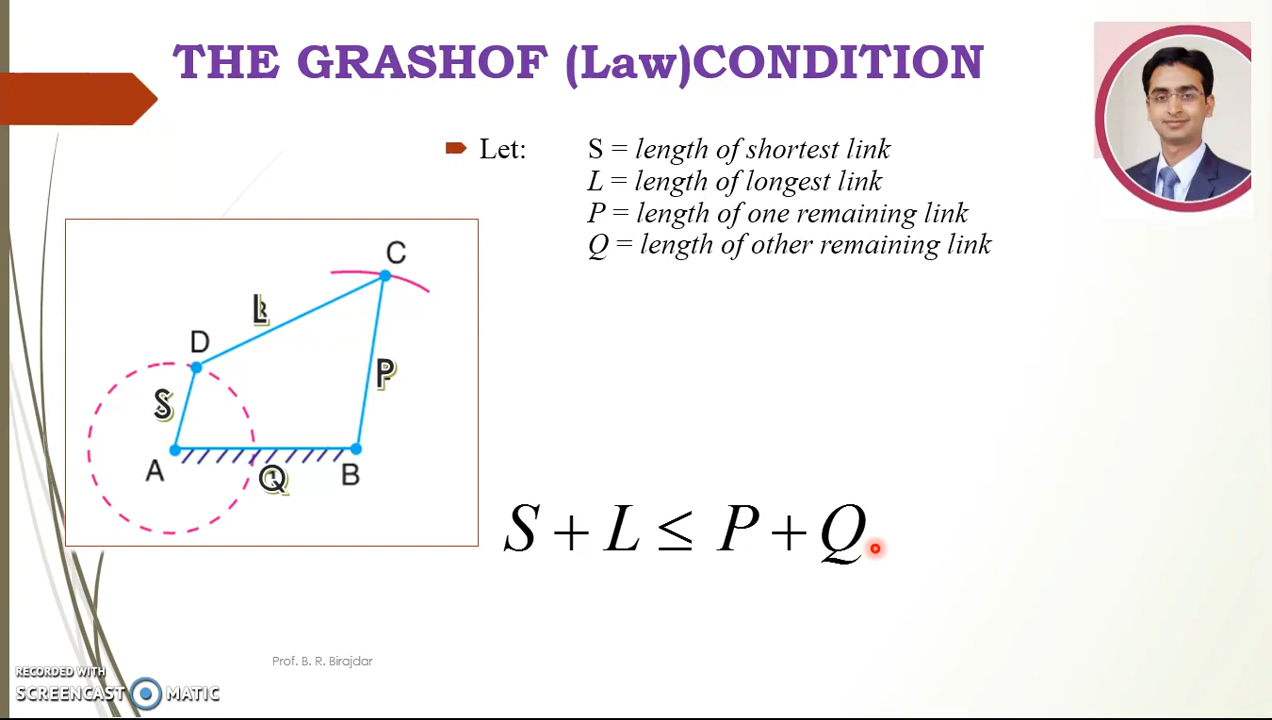 THE GRASHOF (Law)CONDITION
Let: S = length of shortest link
L = length of longest link
P = length of one remaining link
Q = length of other remaining link
C
L
D
P
S
A
Q
B
S + L ≤ P + Q
Prof. B. R. Birajdar
RECORDED WITH
SCREENCAST MATIC